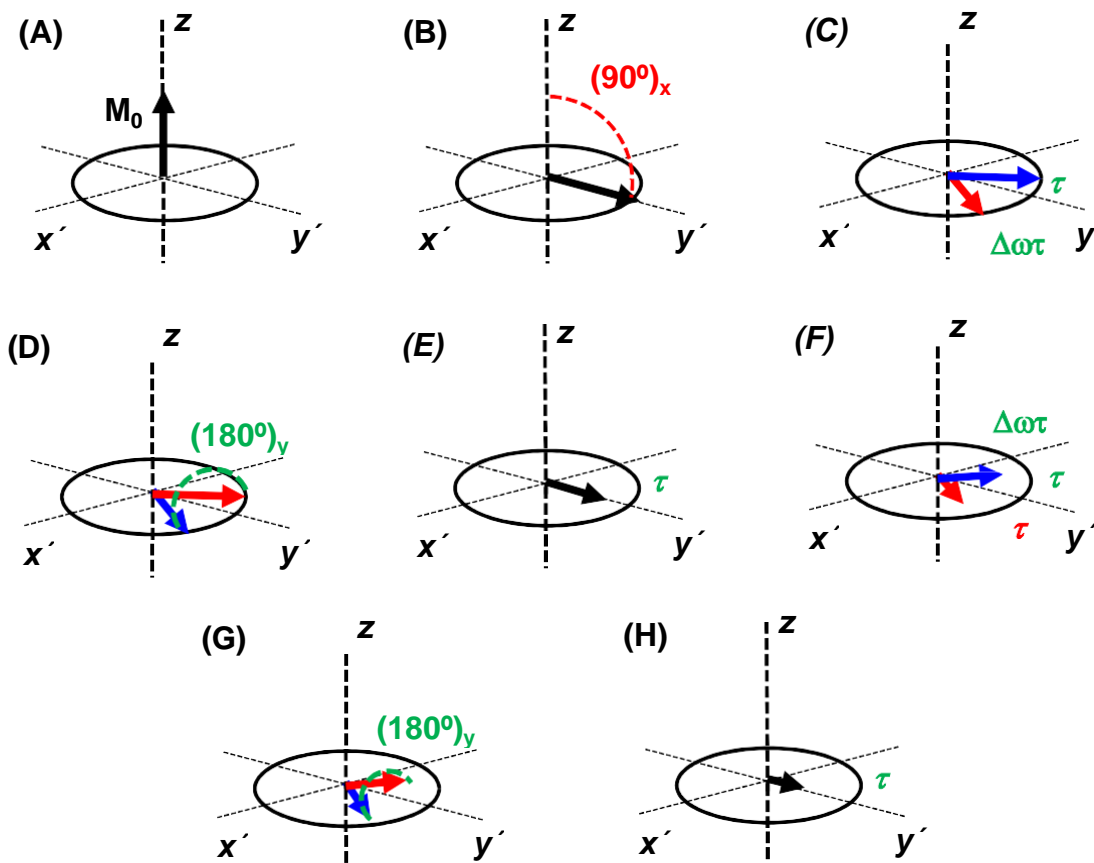 (A)
z
M0
x´
y´
(B)
z
(90º)x
x´
y´
(C)
z
τ
x´
y
Δωτ
(D)
z
(180º)y
x´
y´
(E)
z
τ
x´
y´
(F)
z
Δωτ
τ
τ
x´
y´
(G)
z
(180º)y
x´
y´
(H)
z
τ
x´
y´